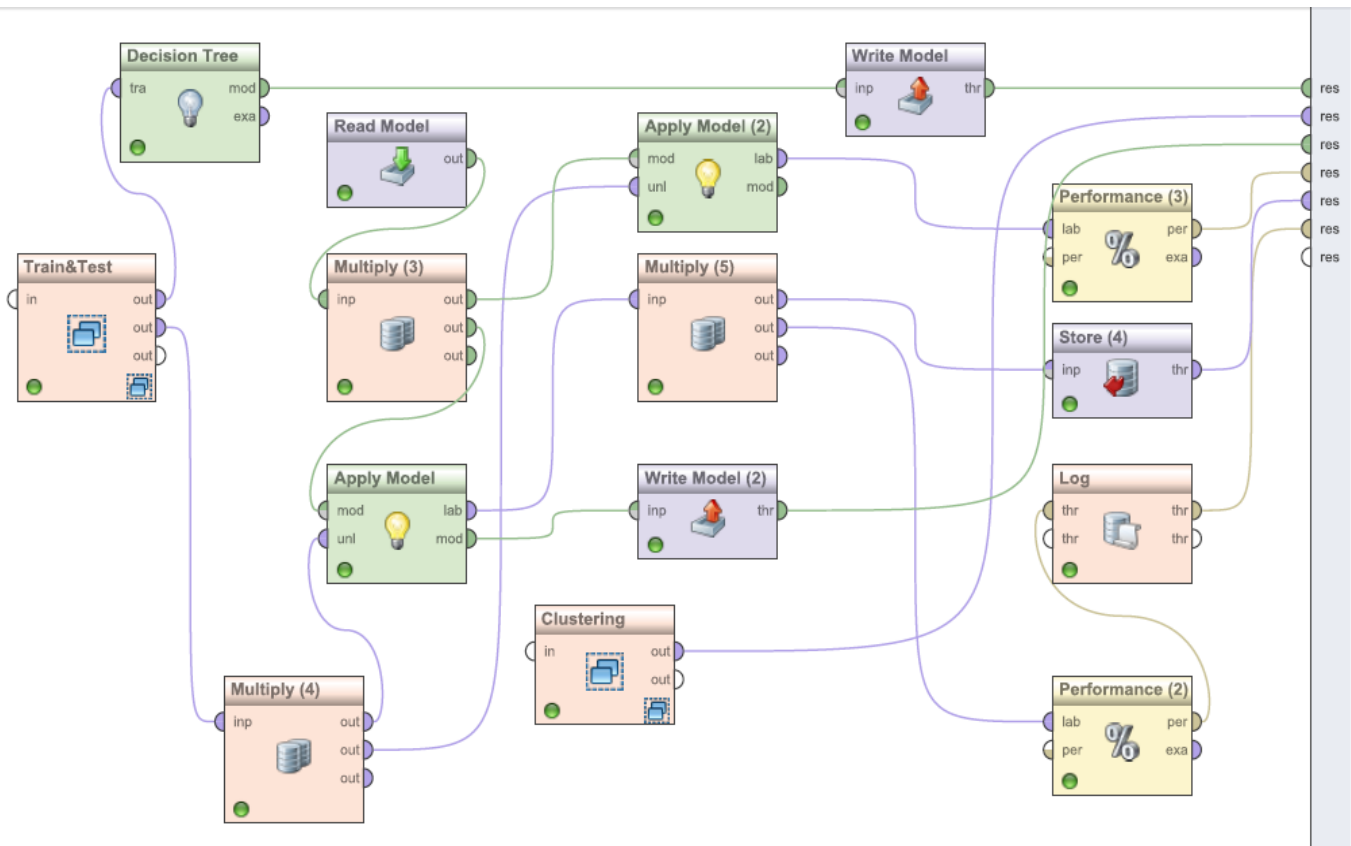 Decision Tree
tra
mod
exa
Write Model
inp
thr
res
res
res
res
res
res
res
Read Model
out
Apply Model (2)
mod
lab
unl
mod
Performance (3)
lab
per
per
exa
Train&Test
in
out
out
out
Multiply (3)
inp
out
out
out
Multiply (5)
inp
out
out
out
Store (4)
inp
thr
Apply Model
mod
lab
unl
mod
Write Model (2)
inp
thr
Log
thr
thr
thr
thr
Clustering
in
out
out
Multiply (4)
inp
out
out
out
Performance (2)
lab
per
per
exa